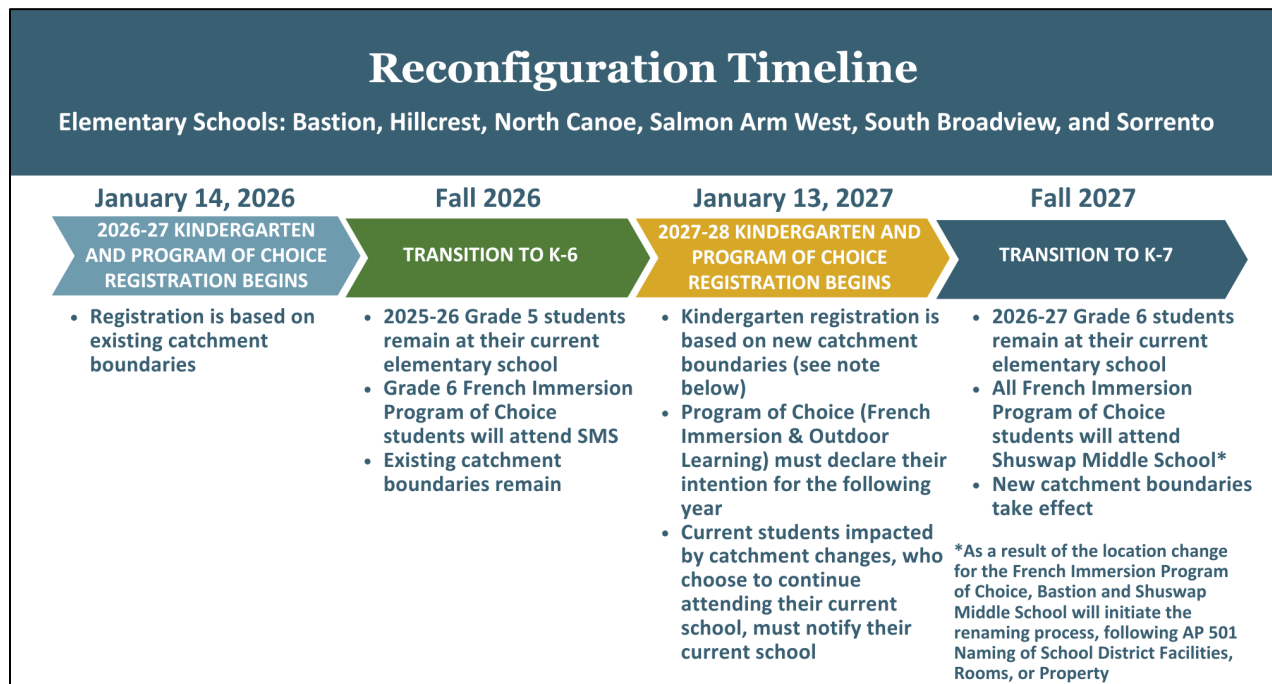 Reconfiguration Timeline
Elementary Schools: Bastion, Hillcrest, North Canoe, Salmon Arm West, South Broadview, and Sorrento
January 14, 2026
2026-27 KINDERGARTEN
AND PROGRAM OF CHOICE
REGISTRATION BEGINS
• Registration is based on
existing catchment
boundaries
Fall 2026
TRANSITION TO K-6
• 2025-26 Grade 5 students
remain at their current
elementary school
• Grade 6 French Immersion
Program of Choice
students will attend SMS
• Existing catchment
boundaries remain
January 13, 2027
2027-28 KINDERGARTEN AND
PROGRAM OF CHOICE
REGISTRATION BEGINS
• Kindergarten registration is
based on new catchment
boundaries (see note
below)
• Program of Choice (French
Immersion & Outdoor
Learning) must declare their
intention for the following
year
• Current students impacted
by catchment changes, who
choose to continue
attending their current
school, must notify their
current school
Fall 2027
TRANSITION TO K-7
• 2026-27 Grade 6 students
remain at their current
elementary school
• All French Immersion
Program of Choice
students will attend
Shuswap Middle School*
• New catchment boundaries
take effect
*As a result of the location change
for the French Immersion Program
of Choice, Bastion and Shuswap
Middle School will initiate the
renaming process, following AP 501
Naming of School District Facilities,
Rooms, or Property